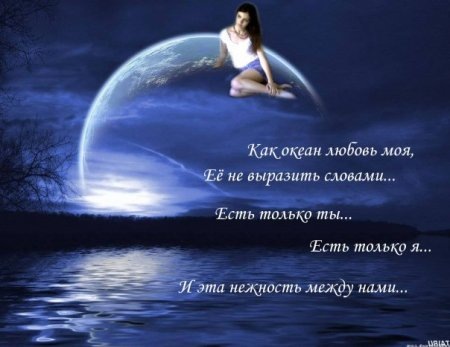 Как океан любовь моя,
Её не выразить словами...
Есть только ты...
Есть только я...
И эта нежность между нами...